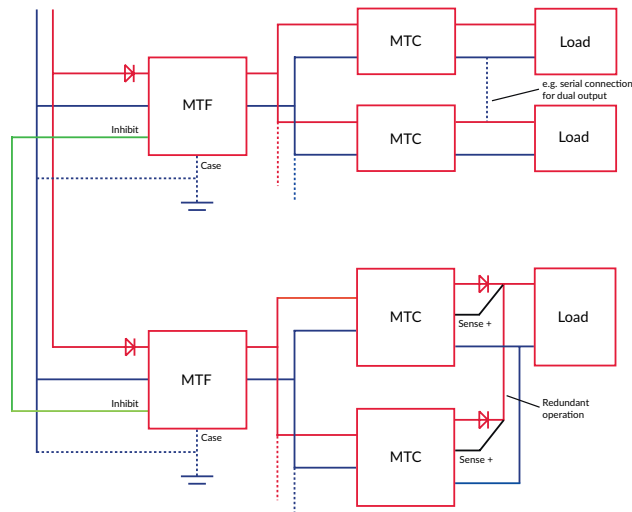 MTC
Load
e.g. serial connection
for dual output
MTF
Inhibit
MTC
Load
Case
MTC
Load
Sense +
MTF
Inhibit
Redundant
operation
Case
MTC
Sense +